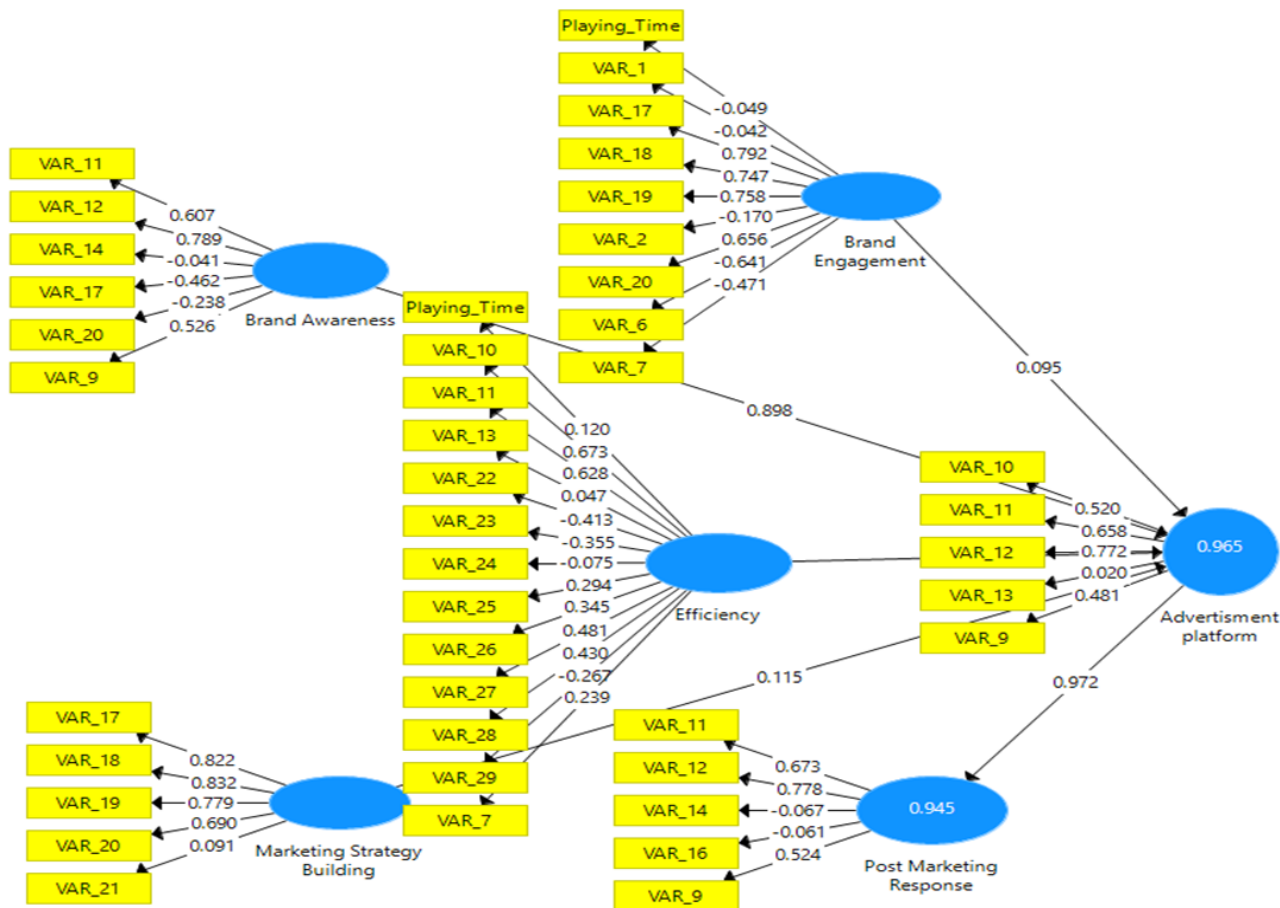 Playing_Time
VAR_1
VAR_17
VAR_18
VAR_19
VAR_2
VAR_20
VAR_6
VAR_7
-0.049
-0.042
0.792
0.747
0.758
-0.170
0.656
-0.641
-0.471
Brand
Engagement
0.095
VAR_11
VAR_12
VAR_14
VAR_17
VAR_20
VAR_9
0.607
0.789
-0.041
-0.462
-0.238
0.526
Brand Awareness
0.898
Playing_Time
VAR_10
VAR_11
VAR_13
VAR_22
VAR_23
VAR_24
VAR_25
VAR_26
VAR_27
VAR_28
VAR_29
VAR_7
0.120
0.673
0.628
0.047
-0.413
-0.355
-0.075
0.294
0.345
0.481
0.430
-0.267
0.239
Efficiency
VAR_10
VAR_11
VAR_12
VAR_13
VAR_9
0.520
0.658
0.772
0.020
0.481
0.965
Advertisment
platform
VAR_17
VAR_18
VAR_19
VAR_20
VAR_21
0.822
0.832
0.779
0.690
0.091
Marketing Strategy
Building
0.115
0.972
VAR_11
VAR_12
VAR_14
VAR_16
VAR_9
0.673
0.778
-0.067
-0.061
0.524
0.945
Post Marketing
Response